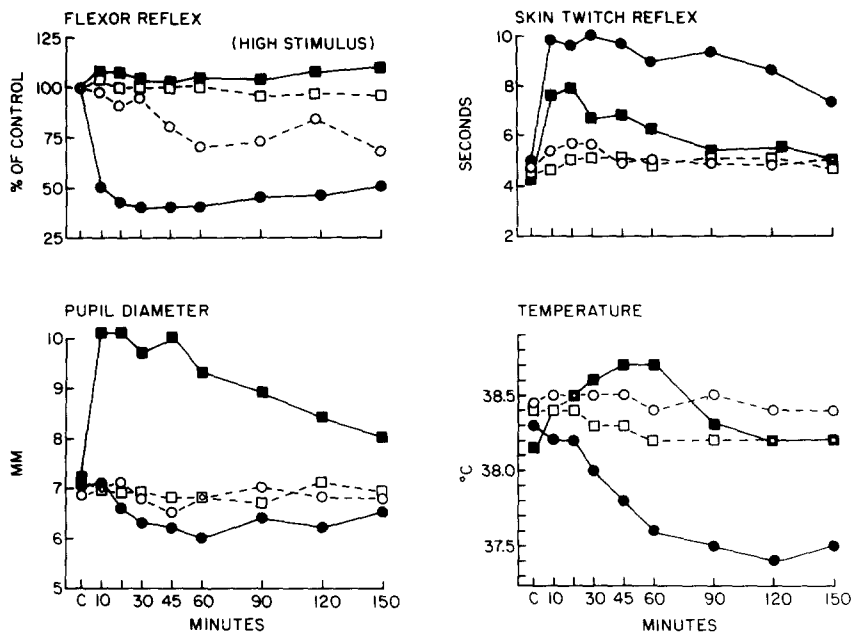 FLEXOR REFLEX
(HIGH STIMULUS)
% OF CONTROL
125
100
75
50
25
SKIN TWITCH REFLEX
SECONDS
10
8
6
4
2
PUPIL DIAMETER
MM
10
9
8
7
6
5
C 10 30 45 60 90 120 150
MINUTES
TEMPERATURE
°C
38.5
38.0
37.5
C 10 30 45 60 90 120 150
MINUTES